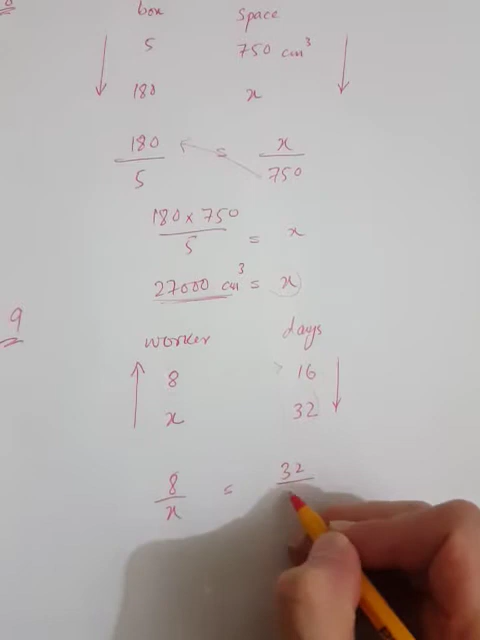 box space
5 750 cm³
180 x
180/5 = x/750
180 x 750/5 = x
27000 cm³ = x
9
worker days
8 16
x 32
8/x = 32